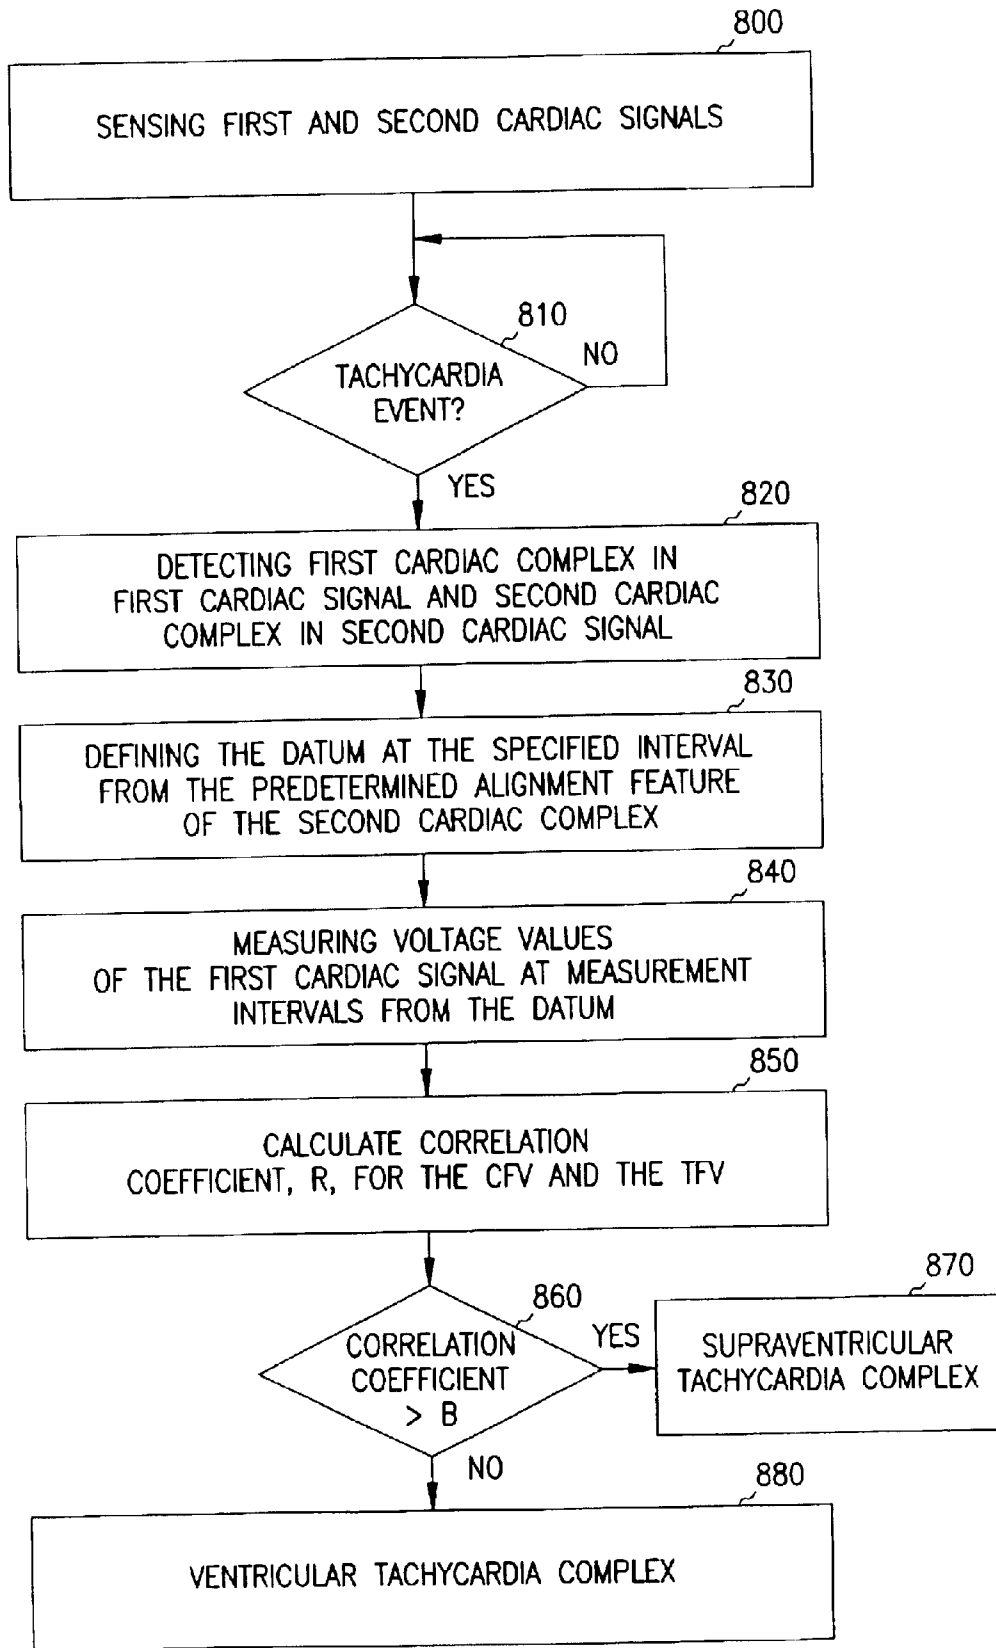 800
SENSING FIRST AND SECOND CARDIAC SIGNALS
810
TACHYCARDIA
EVENT?
NO
YES
820
DETECTING FIRST CARDIAC COMPLEX IN
FIRST CARDIAC SIGNAL AND SECOND CARDIAC
COMPLEX IN SECOND CARDIAC SIGNAL
830
DEFINING THE DATUM AT THE SPECIFIED INTERVAL
FROM THE PREDETERMINED ALIGNMENT FEATURE
OF THE SECOND CARDIAC COMPLEX
840
MEASURING VOLTAGE VALUES
OF THE FIRST CARDIAC SIGNAL AT MEASUREMENT
INTERVALS FROM THE DATUM
850
CALCULATE CORRELATION
COEFFICIENT, R, FOR THE CFV AND THE TFV
860
CORRELATION
COEFFICIENT
> B
YES
870
SUPRAVENTRICULAR
TACHYCARDIA COMPLEX
NO
880
VENTRICULAR TACHYCARDIA COMPLEX